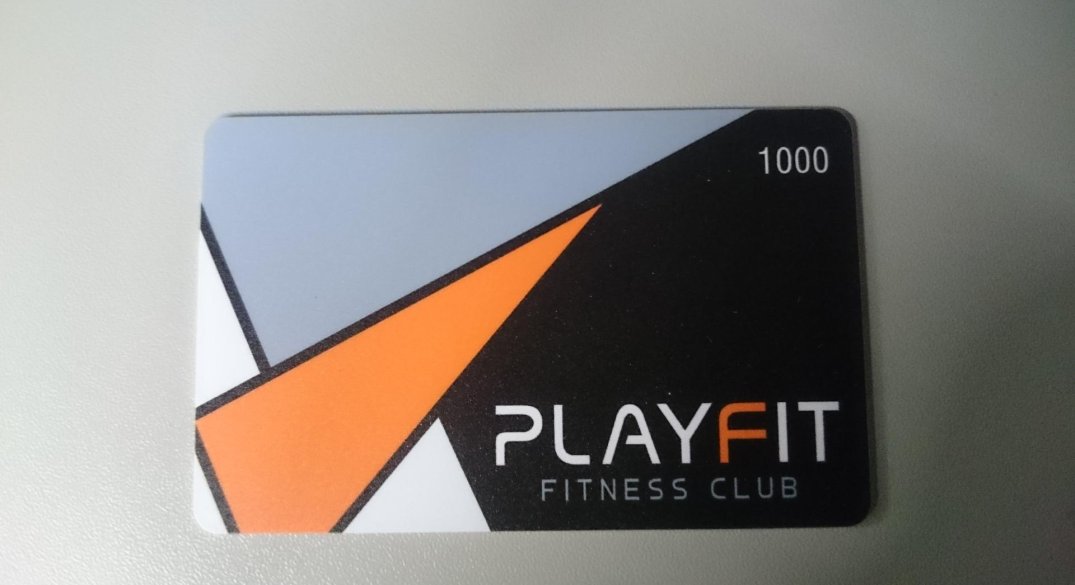 1000
PLAYFIT
FITNESS CLUB